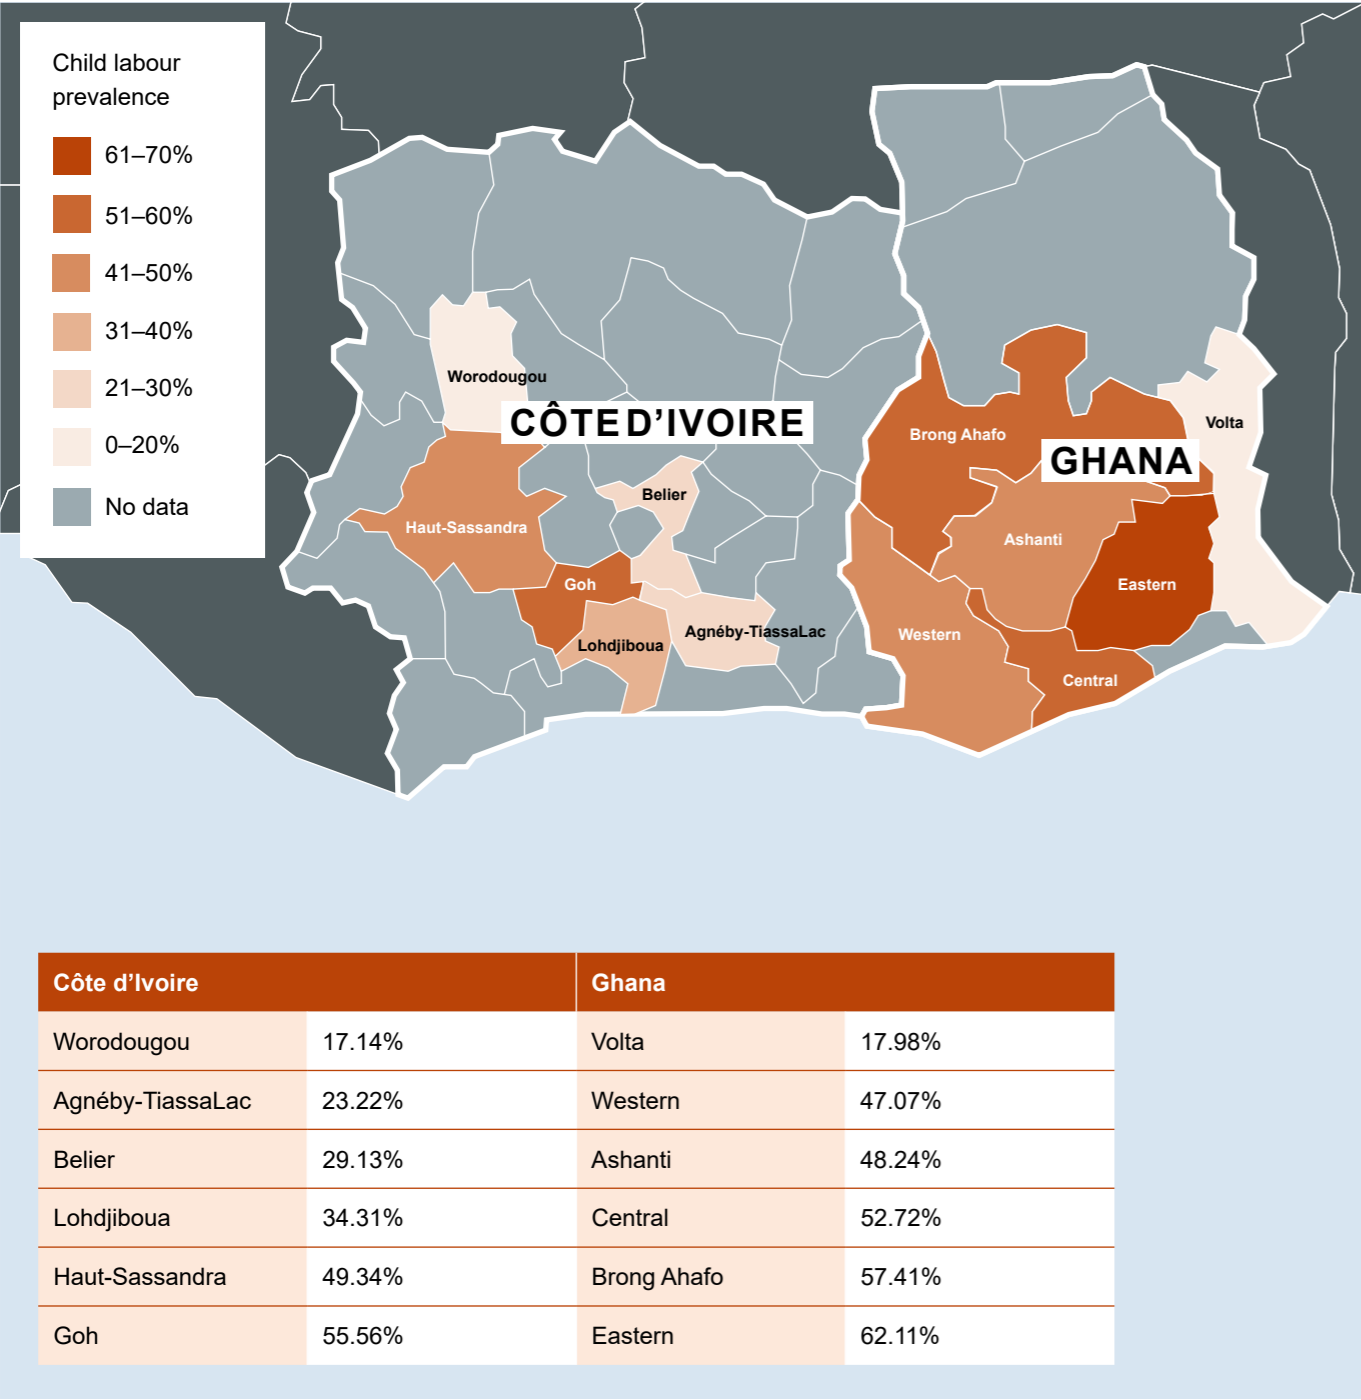 Child labour
prevalence
61–70%
51–60%
41–50%
31–40%
21–30%
0–20%
No data
Worodougou
CÔTE D’IVOIRE
Belier
Haut-Sassandra
Goh
Lohdjiboua
Agnéby-TiassaLac
Brong Ahafo
Volta
GHANA
Ashanti
Eastern
Western
Central
Côte d’Ivoire Ghana
Worodougou 17.14% Volta 17.98%
Agnéby-TiassaLac 23.22% Western 47.07%
Belier 29.13% Ashanti 48.24%
Lohdjiboua 34.31% Central 52.72%
Haut-Sassandra 49.34% Brong Ahafo 57.41%
Goh 55.56% Eastern 62.11%